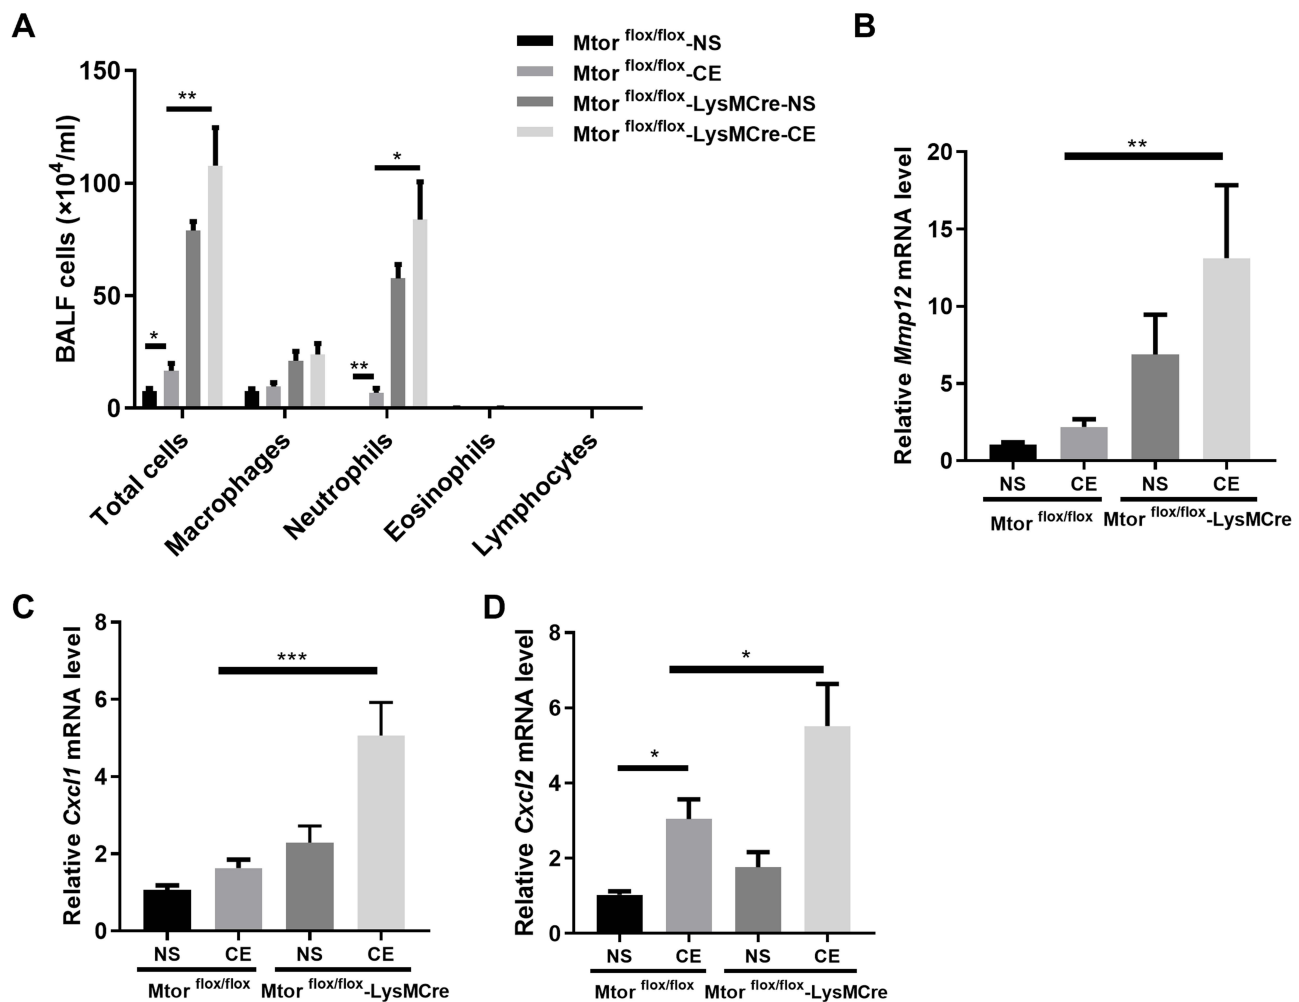 A
Mtor flox/flox-NS
Mtor flox/flox-CE
Mtor flox/flox-LysMCre-NS
Mtor flox/flox-LysMCre-CE
BALF cells (×10⁴/ml)
150
100
50
0
**
*
*
**
Total cells
Macrophages
Neutrophils
Eosinophils
Lymphocytes
B
Relative Mmp12 mRNA level
20
15
10
5
0
**
NS CE NS CE
Mtor flox/flox Mtor flox/flox-LysMCre
C
Relative Cxcl1 mRNA level
8
6
4
2
0
***
NS CE NS CE
Mtor flox/flox Mtor flox/flox-LysMCre
D
Relative Cxcl2 mRNA level
8
6
4
2
0
*
*
NS CE NS CE
Mtor flox/flox Mtor flox/flox-LysMCre